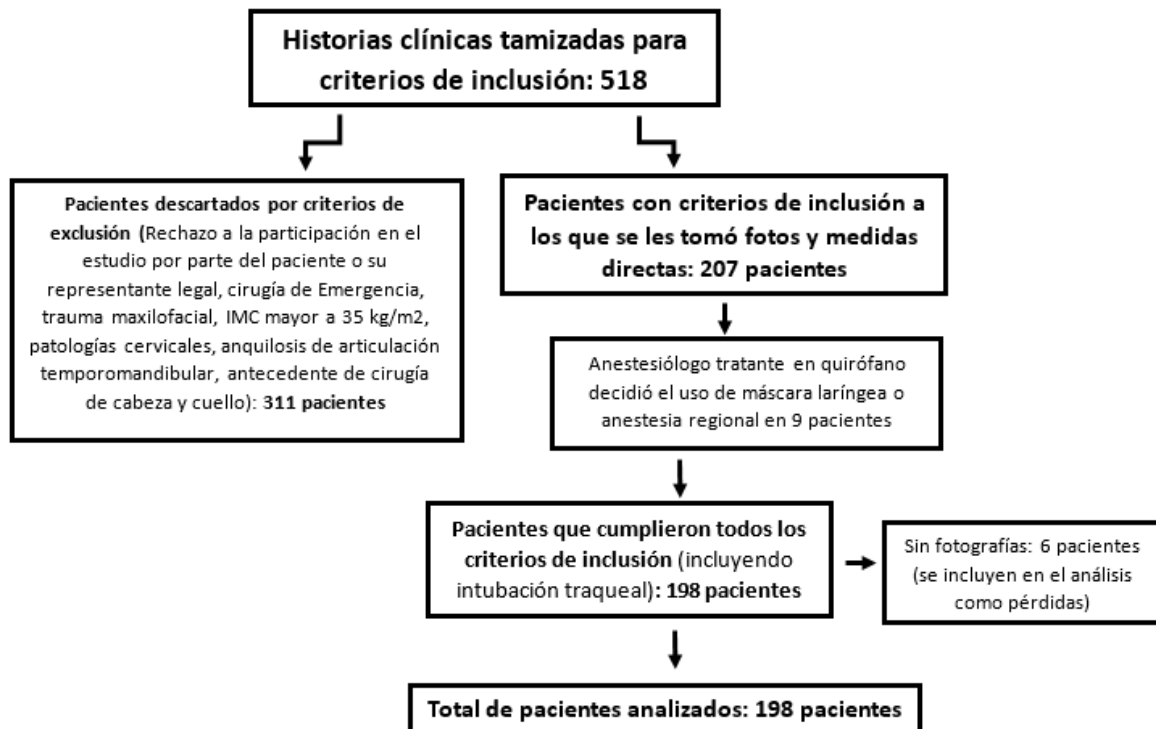 Historias clínicas tamizadas para
criterios de inclusión: 518
Pacientes descartados por criterios de
exclusión (Rechazo a la participación en el
estudio por parte del paciente o su
representante legal, cirugía de Emergencia,
trauma maxilofacial, IMC mayor a 35 kg/m2,
patologías cervicales, anquilosis de articulación
temporomandibular, antecedente de cirugía
de cabeza y cuello): 311 pacientes
Pacientes con criterios de inclusión a
los que se les tomó fotos y medidas
directas: 207 pacientes
Anestesiólogo tratante en quirófano
decidió el uso de máscara laríngea o
anestesia regional en 9 pacientes
Pacientes que cumplieron todos los
criterios de inclusión (incluyendo
intubación traqueal): 198 pacientes
Sin fotografías: 6 pacientes
(se incluyen en el análisis
como pérdidas)
Total de pacientes analizados: 198 pacientes